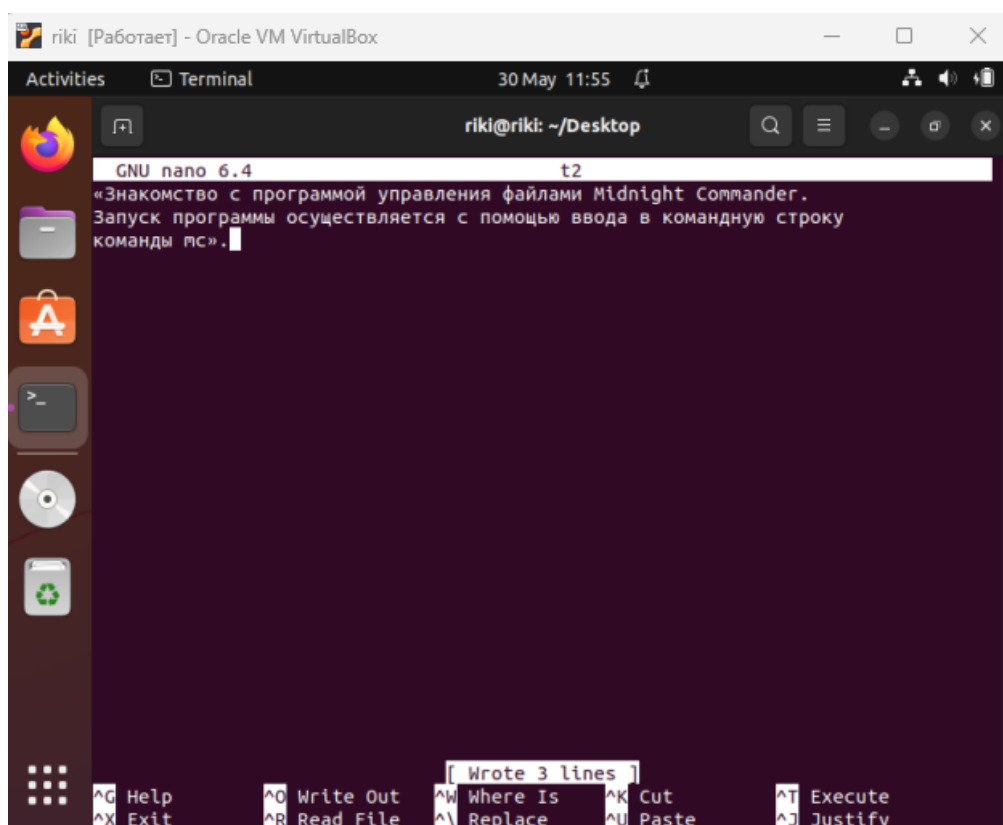 riki [Работает] - Oracle VM VirtualBox
Activities Terminal 30 May 11:55
riki@riki: ~/Desktop
GNU nano 6.4 t2
«Знакомство с программой управления файлами Midnight Commander.
Запуск программы осуществляется с помощью ввода в командную строку
команды mc».
[ Wrote 3 lines ]
^G Help ^O Write Out ^W Where Is ^K Cut ^T Execute
^X Exit ^R Read File ^\ Replace ^U Paste ^J Justify